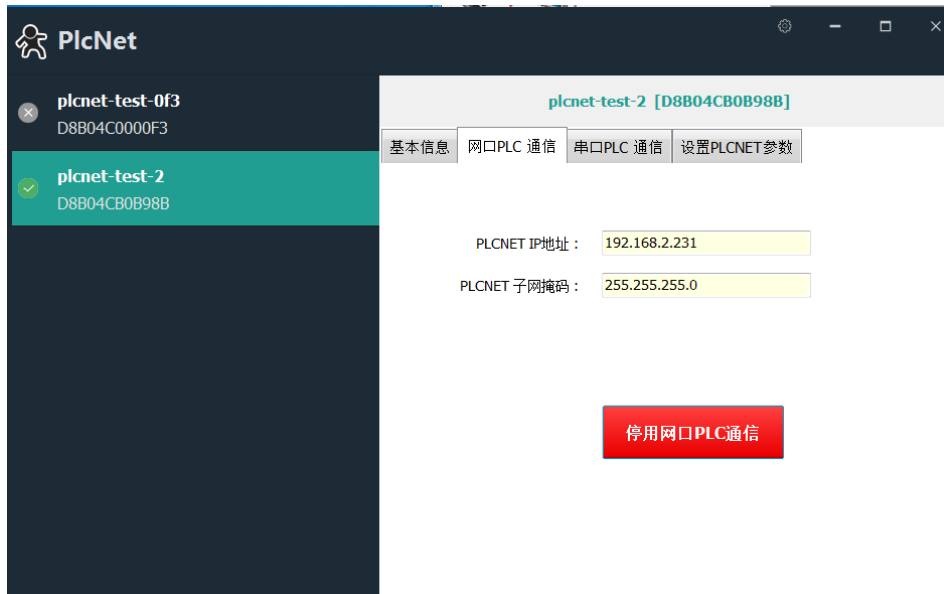 PlcNet
plcnet-test-0f3
D8B04C0000F3
plcnet-test-2
D8B04CB0B98B
plcnet-test-2 [D8B04CB0B98B]
基本信息 网口PLC 通信 串口PLC 通信 设置PLCNET参数
PLCNET IP地址： 192.168.2.231
PLCNET 子网掩码： 255.255.255.0
停用网口PLC通信